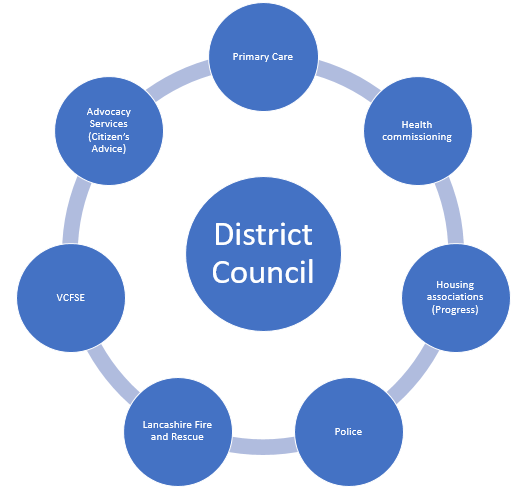 Primary Care
Advocacy
Services
(Citizen's
Advice)
Health
commissioning
District
Council
VCFSE
Housing
associations
(Progress)
Lancashire Fire
and Rescue
Police